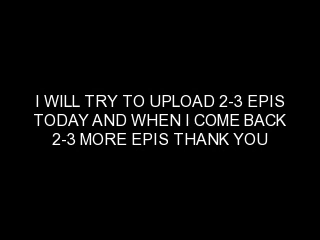 I WILL TRY TO UPLOAD 2-3 EPIS
TODAY AND WHEN I COME BACK
2-3 MORE EPIS THANK YOU